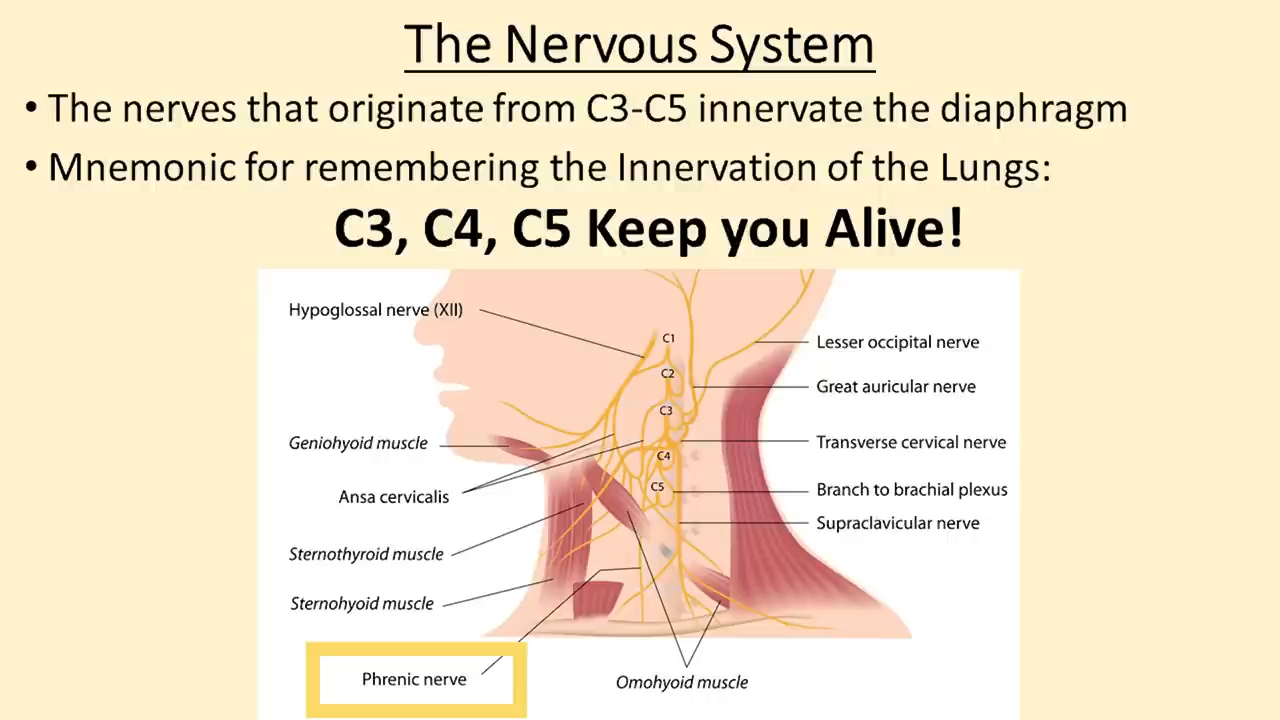 The Nervous System
• The nerves that originate from C3-C5 innervate the diaphragm
• Mnemonic for remembering the Innervation of the Lungs:
C3, C4, C5 Keep you Alive!
Hypoglossal nerve (XII)
C1
Lesser occipital nerve
C2
Great auricular nerve
C3
Geniohyoid muscle
Transverse cervical nerve
C4
C5
Ansa cervicalis
Branch to brachial plexus
Supraclavicular nerve
Sternothyroid muscle
Sternohyoid muscle
Phrenic nerve
Omohyoid muscle